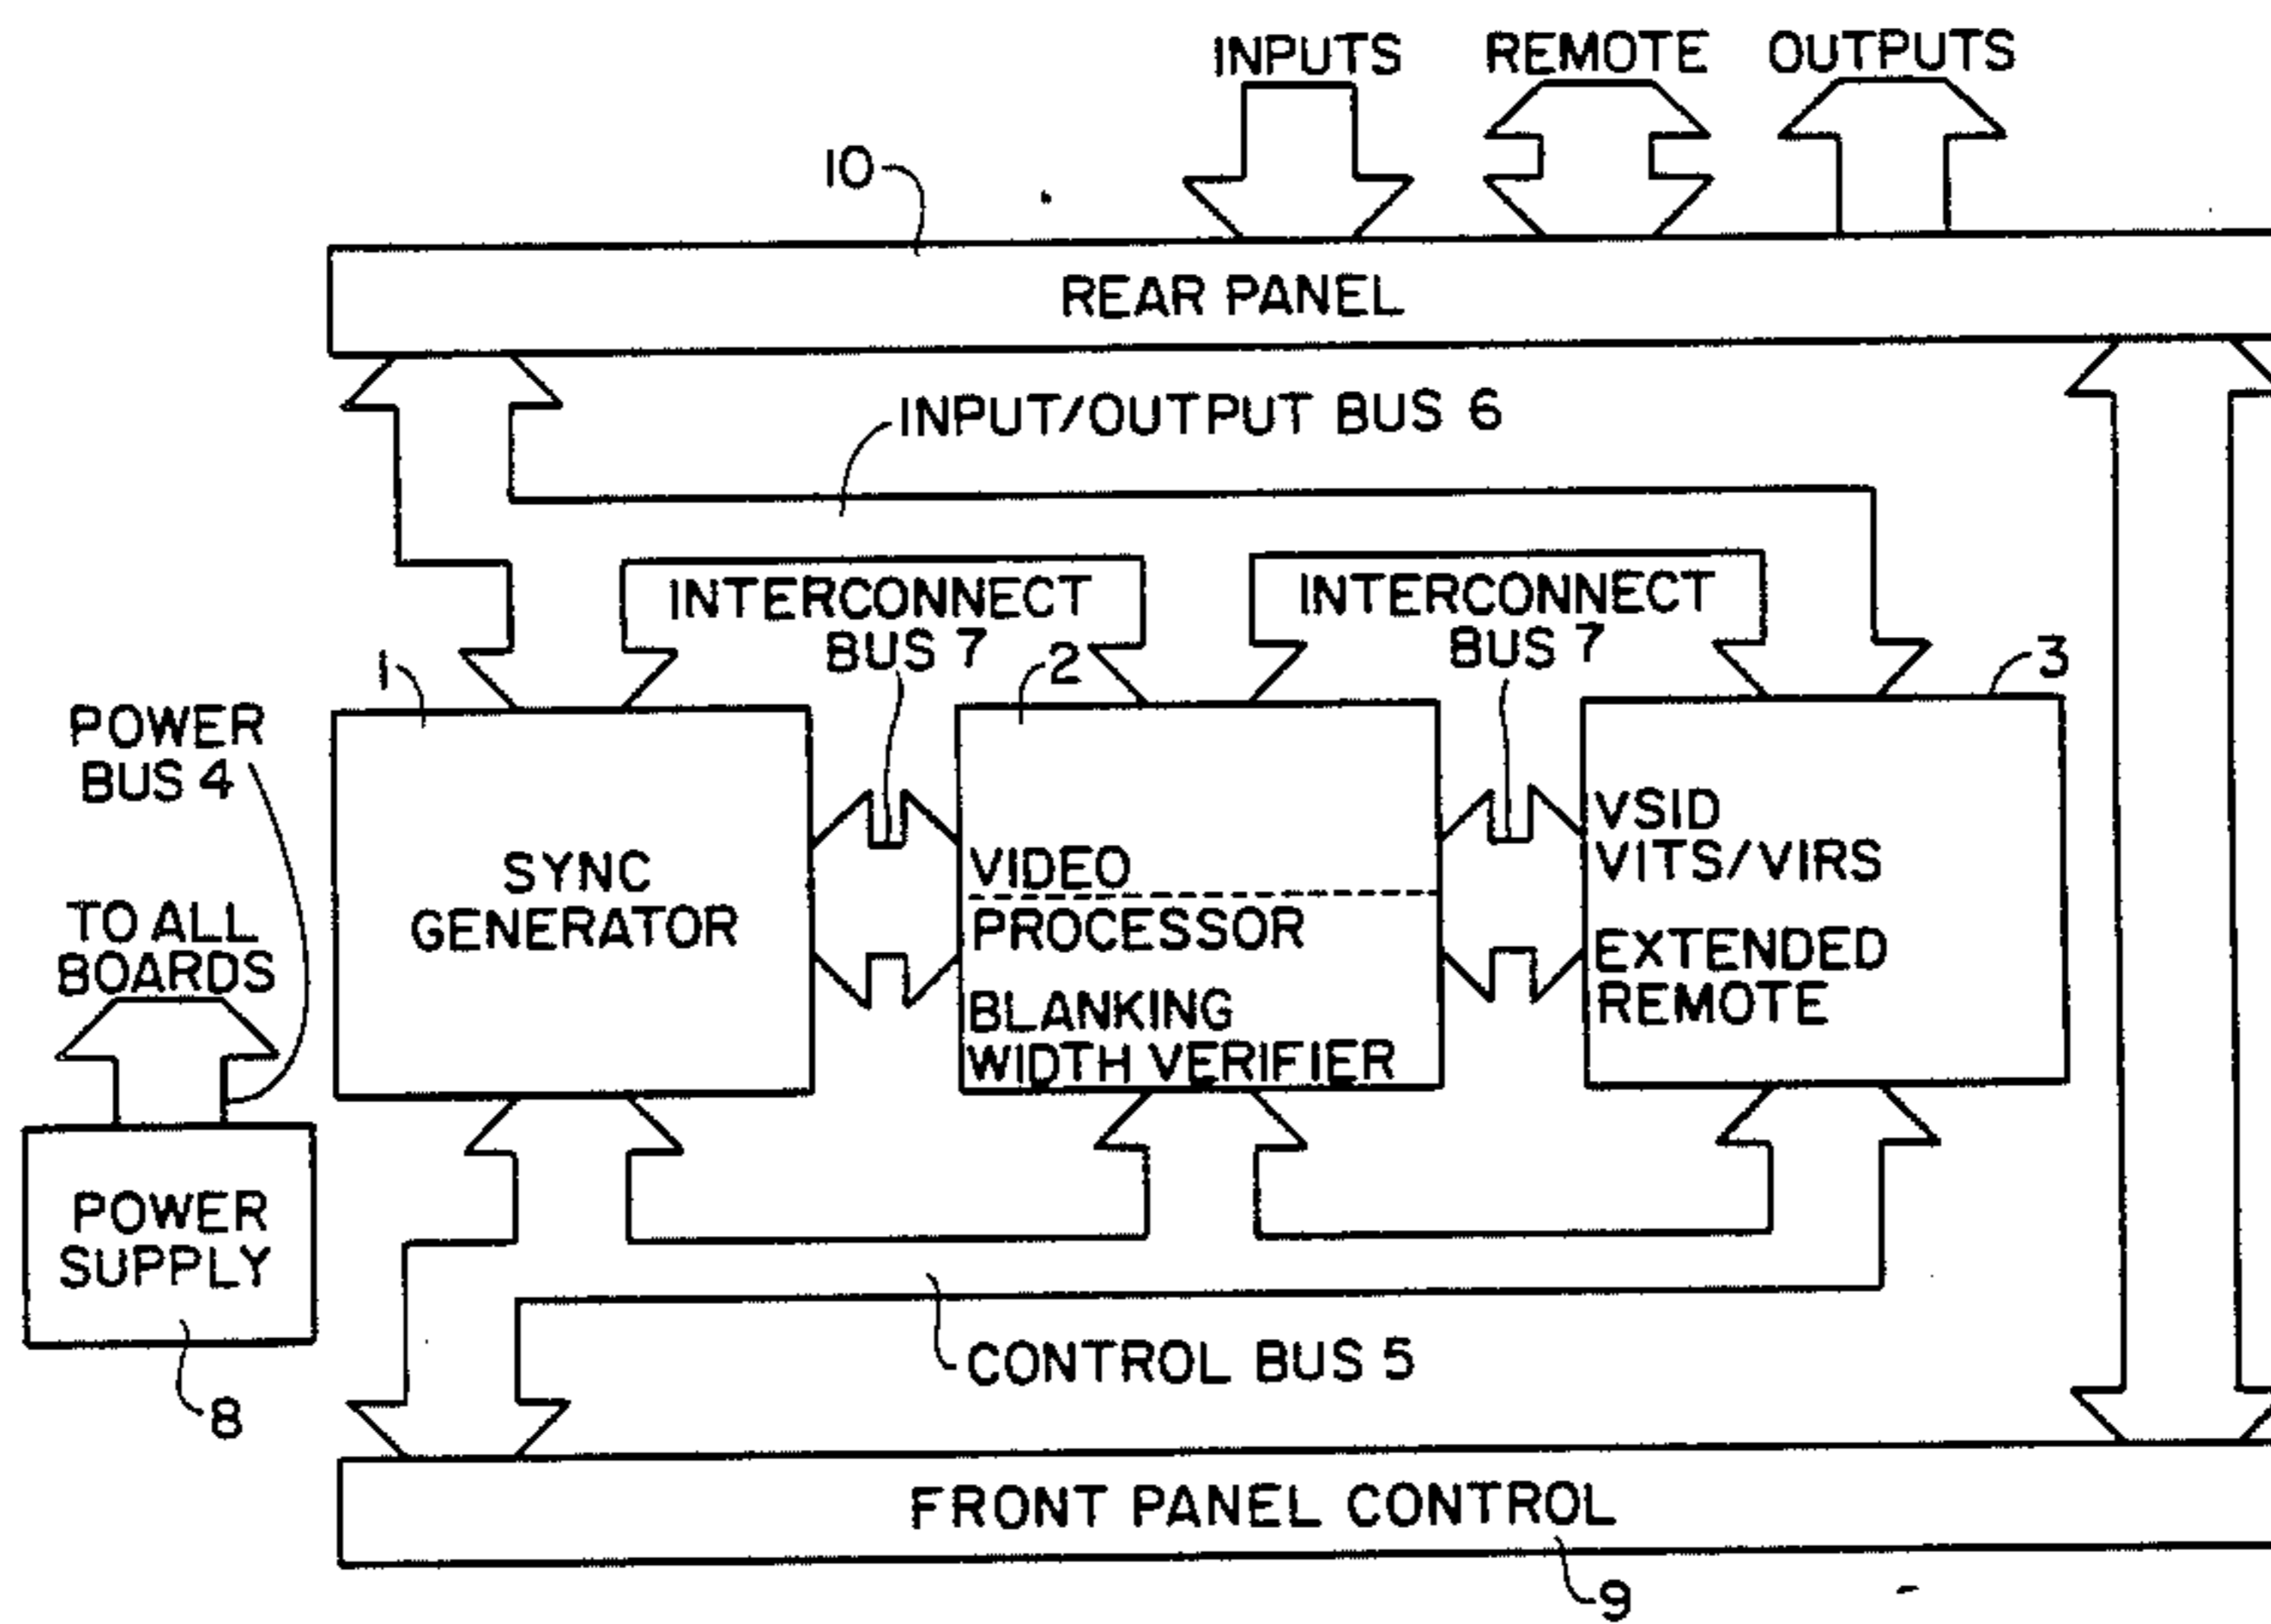 INPUTS REMOTE OUTPUTS
10
REAR PANEL
INPUT/OUTPUT BUS 6
INTERCONNECT
BUS 7
INTERCONNECT
BUS 7
1
2
3
POWER
BUS 4
TO ALL
BOARDS
SYNC
GENERATOR
VIDEO
PROCESSOR
BLANKING
WIDTH VERIFIER
VSID
VITS/VIRS
EXTENDED
REMOTE
POWER
SUPPLY
8
CONTROL BUS 5
FRONT PANEL CONTROL
9